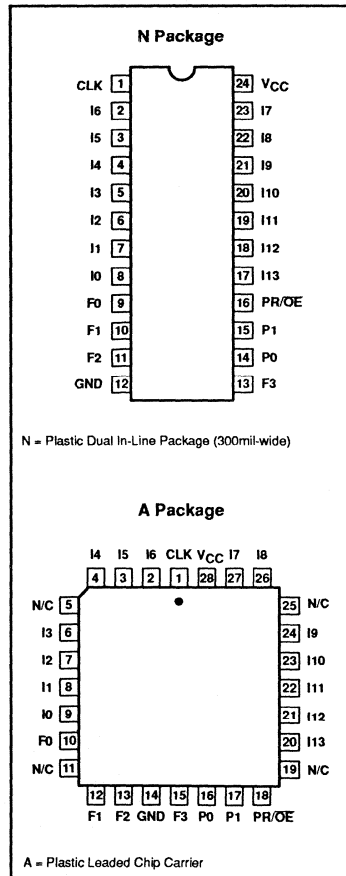 N Package
CLK 1 24 VCC
I6 2 23 I7
I5 3 22 I8
I4 4 21 I9
I3 5 20 I10
I2 6 19 I11
I1 7 18 I12
I0 8 17 I13
F0 9 16 PR/O̅E̅
F1 10 15 P1
F2 11 14 P0
GND 12 13 F3
N = Plastic Dual In-Line Package (300mil-wide)
A Package
I4 I5 I6 CLK VCC I7 I8
4 3 2 1 28 27 26
N/C 5 25 N/C
I3 6 24 I9
I2 7 23 I10
I1 8 22 I11
I0 9 21 I12
F0 10 20 I13
N/C 11 19 N/C
12 13 14 15 16 17 18
F1 F2 GND F3 P0 P1 PR/O̅E̅
A = Plastic Leaded Chip Carrier